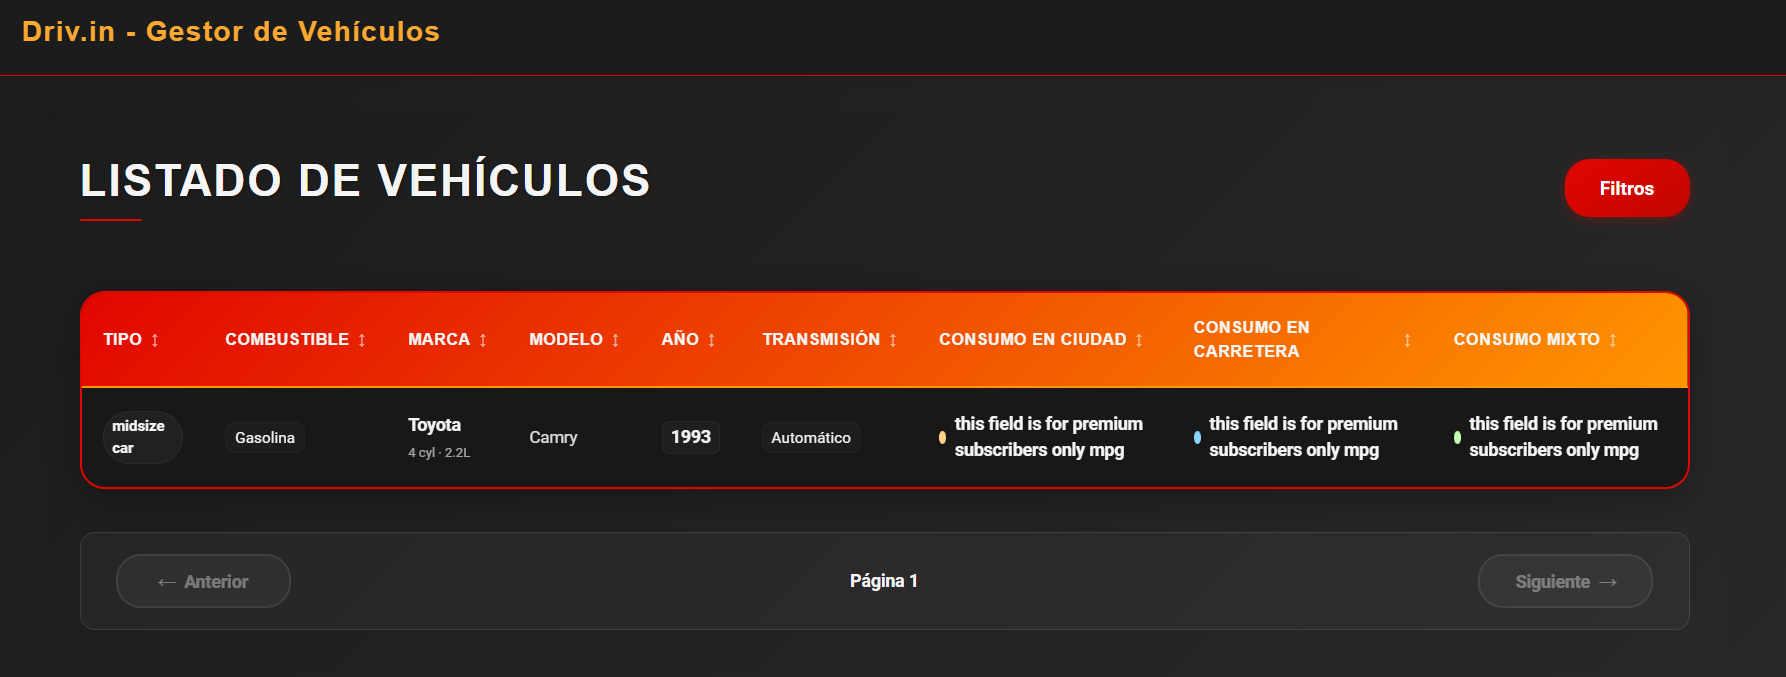 Driv.in - Gestor de Vehículos
LISTADO DE VEHÍCULOS
Filtros
TIPO ↕ COMBUSTIBLE ↕ MARCA ↕ MODELO ↕ AÑO ↕ TRANSMISIÓN ↕ CONSUMO EN CIUDAD ↕ CONSUMO EN CARRETERA ↕ CONSUMO MIXTO ↕
midsize car
Gasolina
Toyota
4 cyl · 2.2L
Camry
1993
Automático
this field is for premium
subscribers only mpg
this field is for premium
subscribers only mpg
this field is for premium
subscribers only mpg
← Anterior
Página 1
Siguiente →